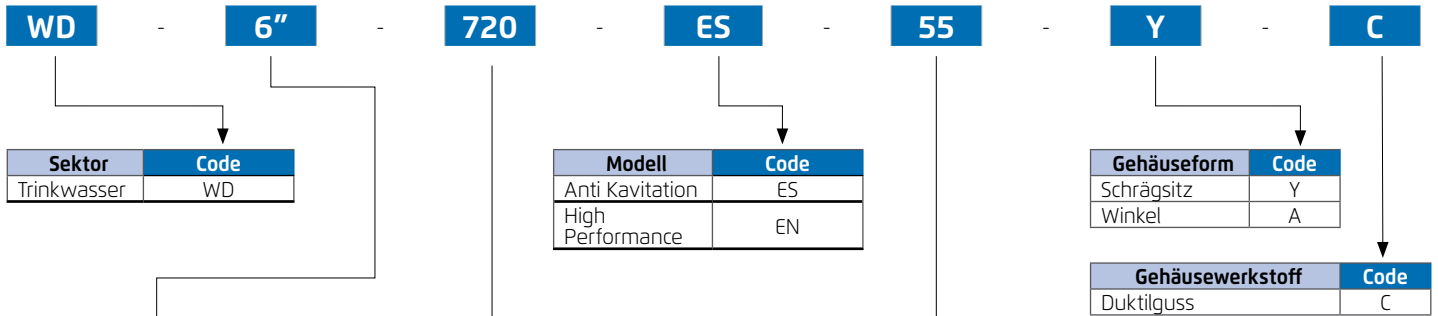 WD - 6″ - 720 - ES - 55 - Y - C
Sektor Code
Trinkwasser WD
Modell Code
Anti Kavitation ES
High
Performance EN
Gehäuseform Code
Schrägsitz Y
Winkel A
Gehäusewerkstoff Code
Duktilguss C